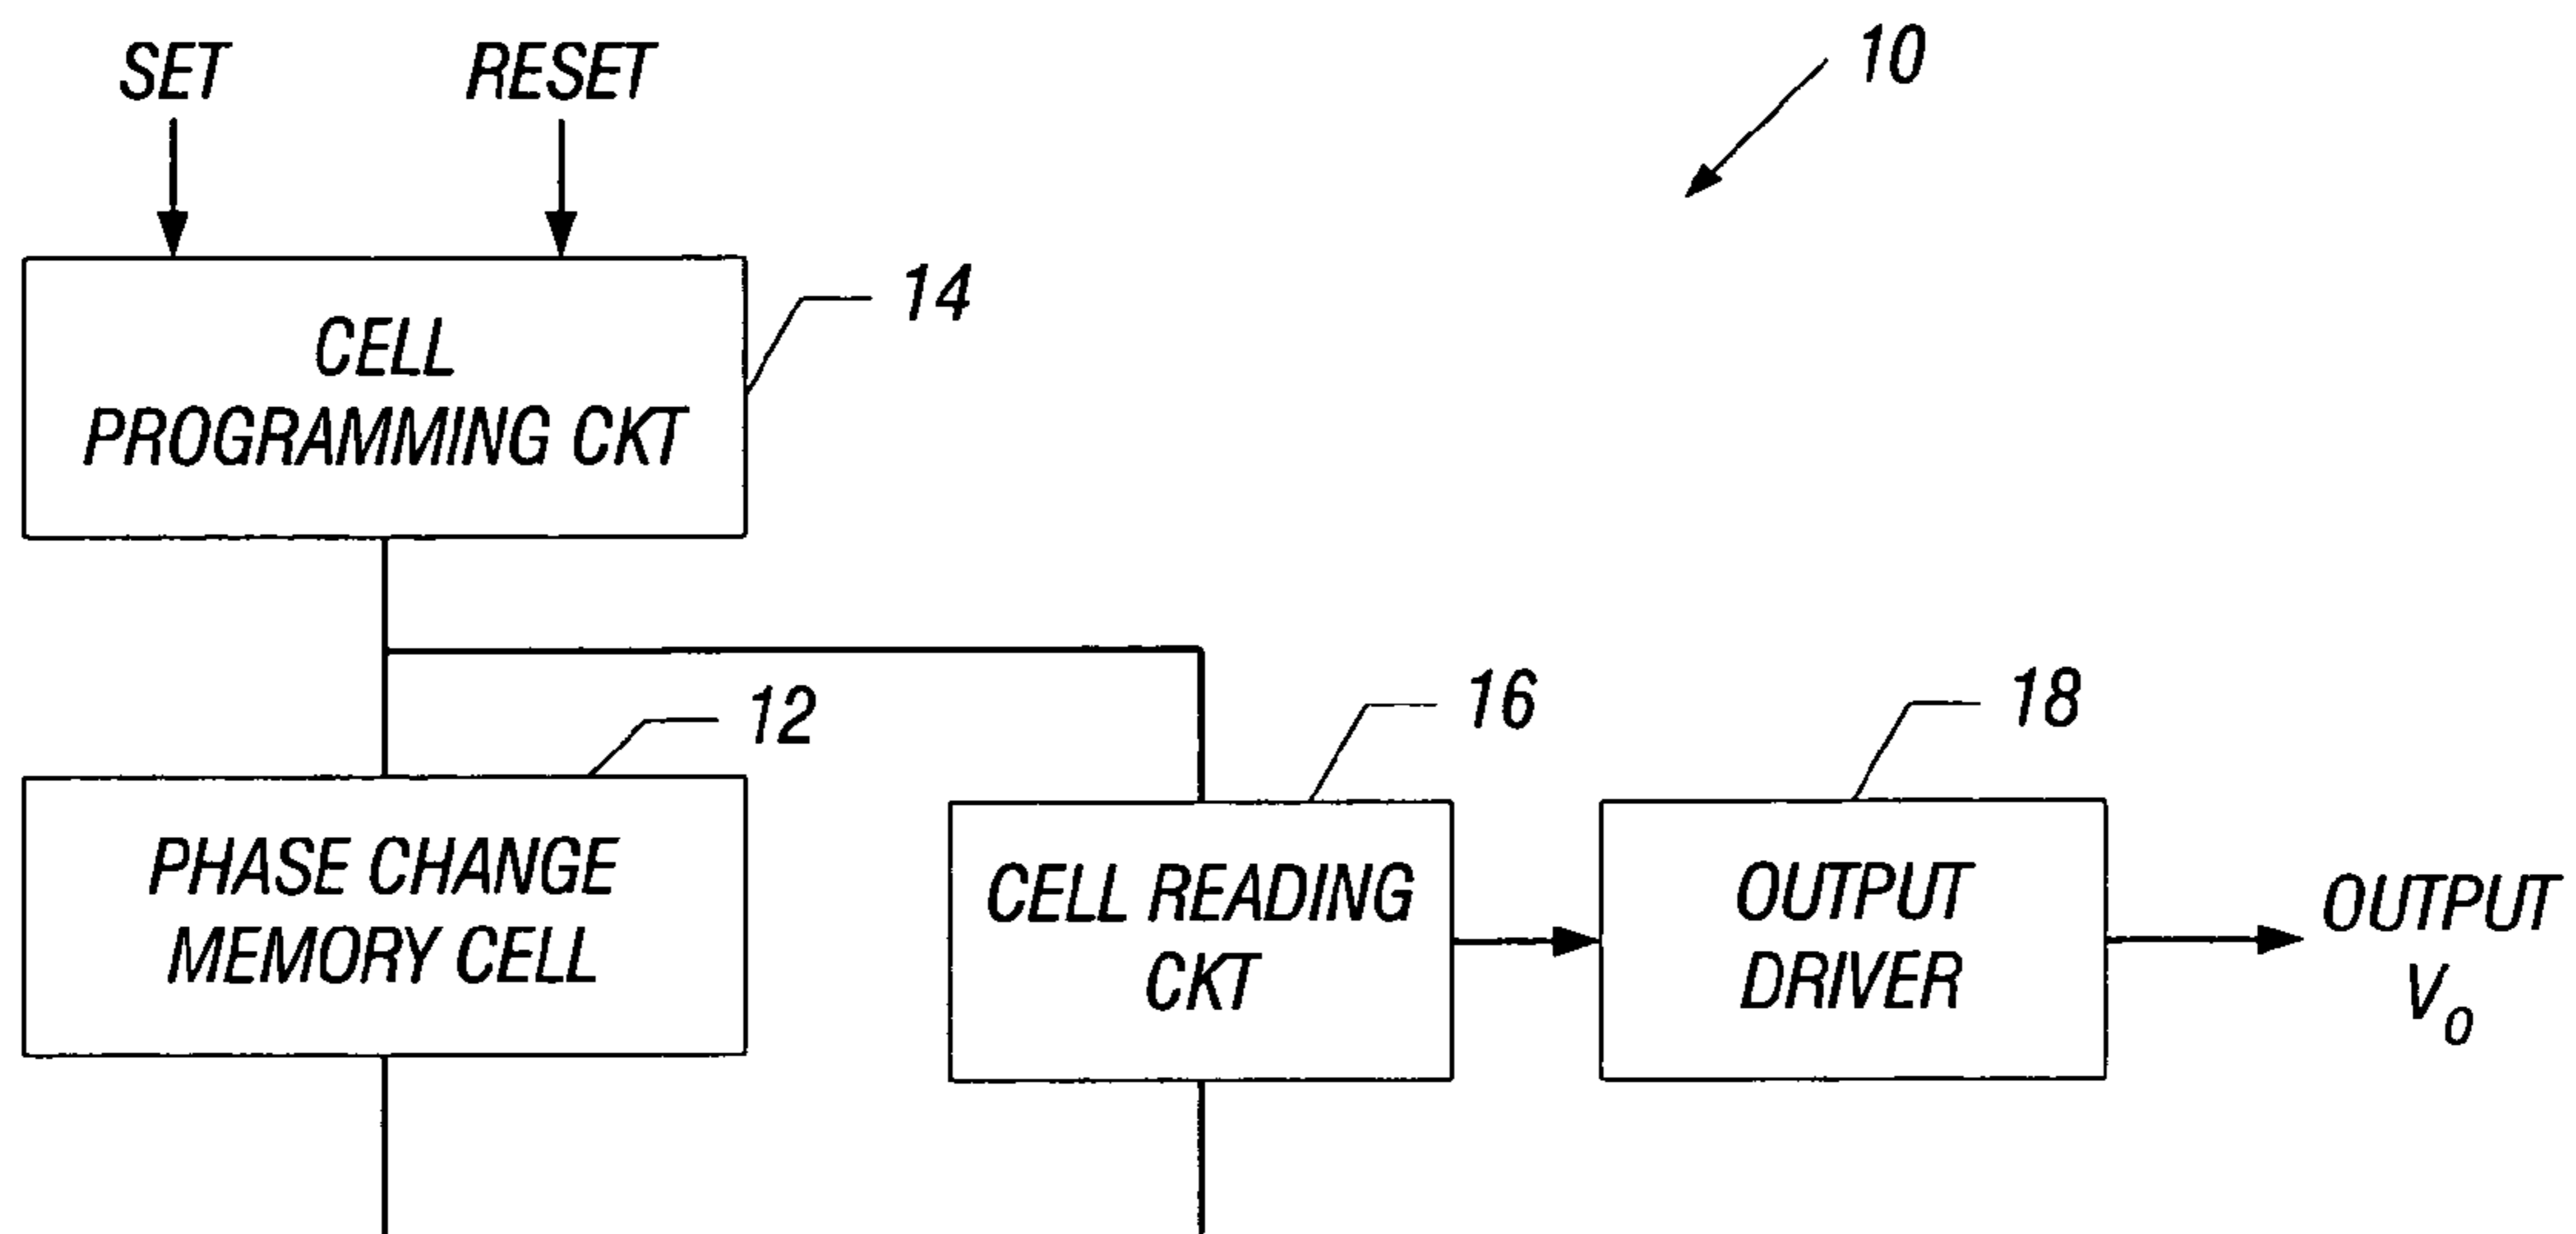 SET
RESET
10
CELL
PROGRAMMING CKT
14
12
16
18
PHASE CHANGE
MEMORY CELL
CELL READING
CKT
OUTPUT
DRIVER
OUTPUT
V₀